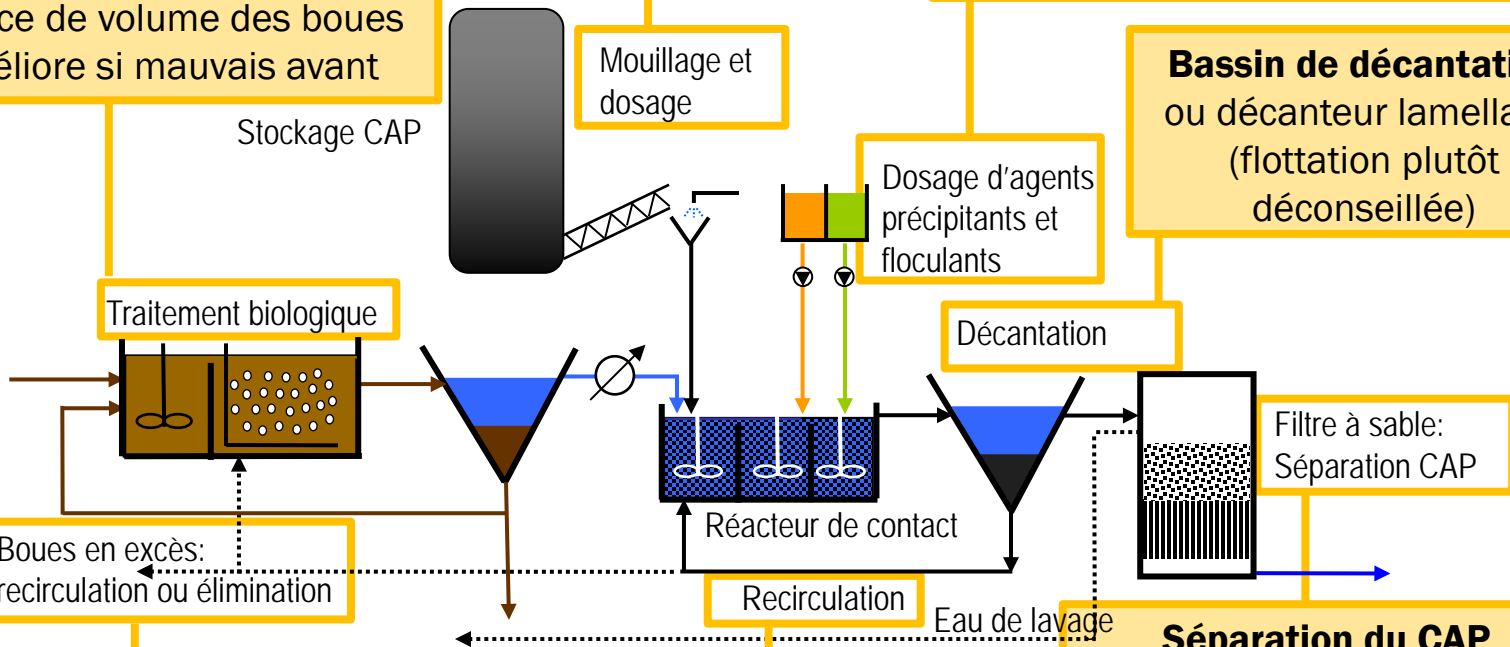 ce de volume des boues
éliore si mauvais avant
Mouillage et
dosage
Stockage CAP
Bassin de décantati
ou décanteur lamella
(flottation plutôt
déconseillée)
Dosage d'agents
précipitants et
floculants
Traitement biologique
Décantation
Filtre à sable:
Séparation CAP
Réacteur de contact
Boues en excès:
recirculation ou élimination
Recirculation
Eau de lavage
Séparation du CAP